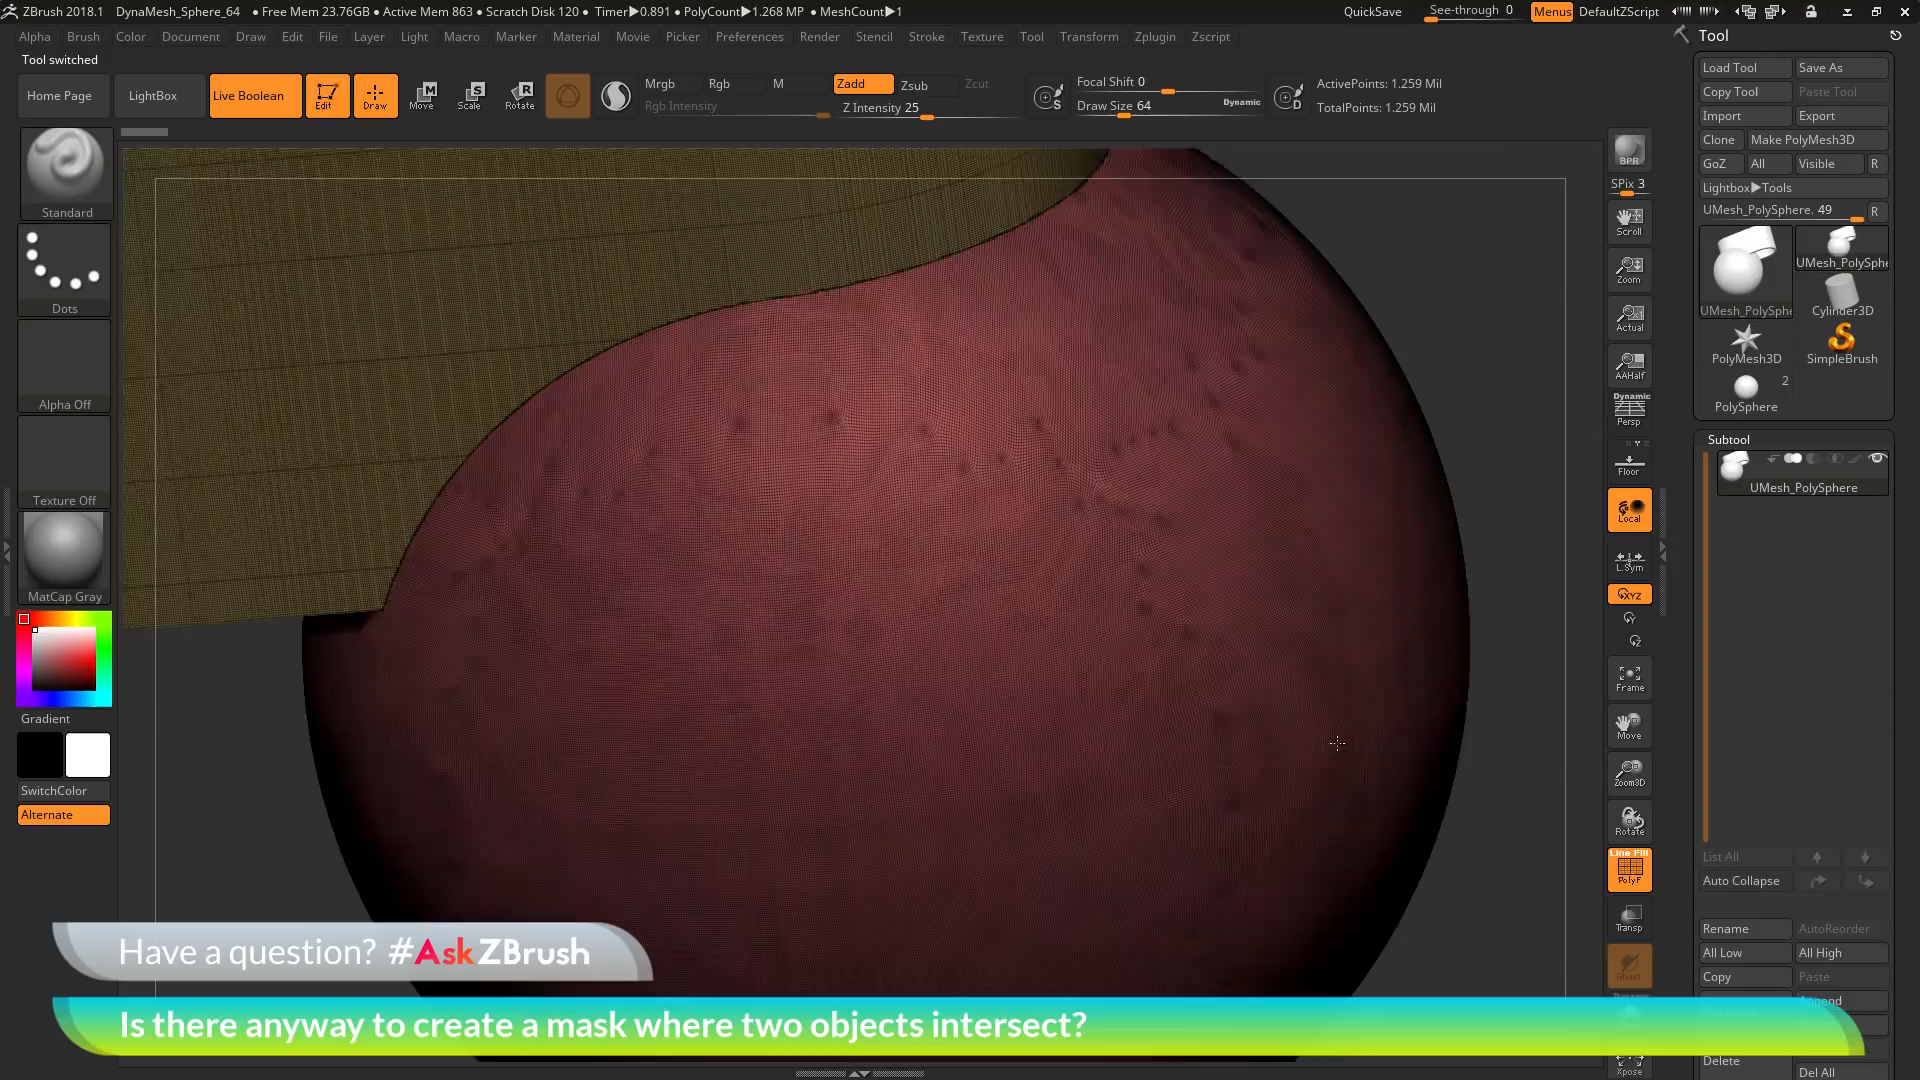 ZBrush 2018.1 DynaMesh_Sphere_64 • Free Mem 23.76GB • Active Mem 863 • Scratch Disk 120 • Timer▶0.891 • PolyCount▶1.268 MP • MeshCount▶1 QuickSave See-through 0 Menus DefaultZScript
Alpha Brush Color Document Draw Edit File Layer Light Macro Marker Material Movie Picker Preferences Render Stencil Stroke Texture Tool Transform Zplugin Zscript
Tool
Tool switched
Home Page LightBox Live Boolean Edit Draw Move Scale Rotate
Mrgb Rgb M Zadd Zsub Zcut
Rgb Intensity Z Intensity 25
Focal Shift 0
Draw Size 64 Dynamic
S D
ActivePoints: 1.259 Mil
TotalPoints: 1.259 Mil
Standard
Dots
Alpha Off
Texture Off
MatCap Gray
Gradient
SwitchColor
Alternate
BPR
SPix 3
Scroll
Zoom
Actual
AAHalf
Dynamic
Persp
Floor
Local
L.Sym
XYZ
Y
Z
Frame
Move
Zoom3D
Rotate
Line Fill
PolyF
Transp
Ghost
Xpose
Load Tool Save As
Copy Tool Paste Tool
Import Export
Clone Make PolyMesh3D
GoZ All Visible R
Lightbox▶Tools
UMesh_PolySphere. 49 R
UMesh_PolySphe
UMesh_PolySphe Cylinder3D
PolyMesh3D SimpleBrush
2
PolySphere
Subtool
UMesh_PolySphere
List All
Auto Collapse
Rename AutoReorder
All Low All High
Copy Paste
Delete
Del All
Have a question? #AskZBrush
Is there anyway to create a mask where two objects intersect?